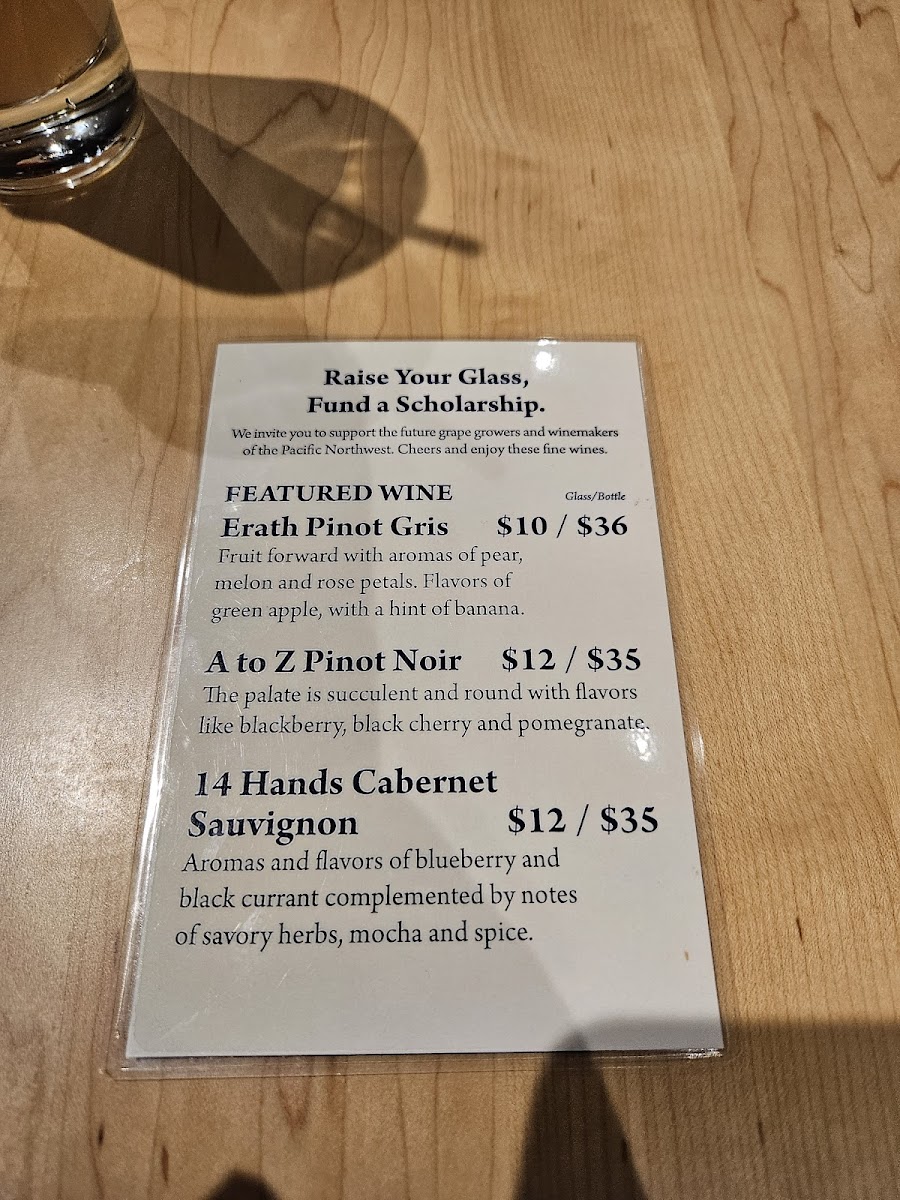 Raise Your Glass,
Fund a Scholarship.
We invite you to support the future grape growers and winemakers
of the Pacific Northwest. Cheers and enjoy these fine wines.
FEATURED WINE Glass/Bottle
Erath Pinot Gris $10 / $36
Fruit forward with aromas of pear,
melon and rose petals. Flavors of
green apple, with a hint of banana.
A to Z Pinot Noir $12 / $35
The palate is succulent and round with flavors
like blackberry, black cherry and pomegranate.
14 Hands Cabernet
Sauvignon $12 / $35
Aromas and flavors of blueberry and
black currant complemented by notes
of savory herbs, mocha and spice.